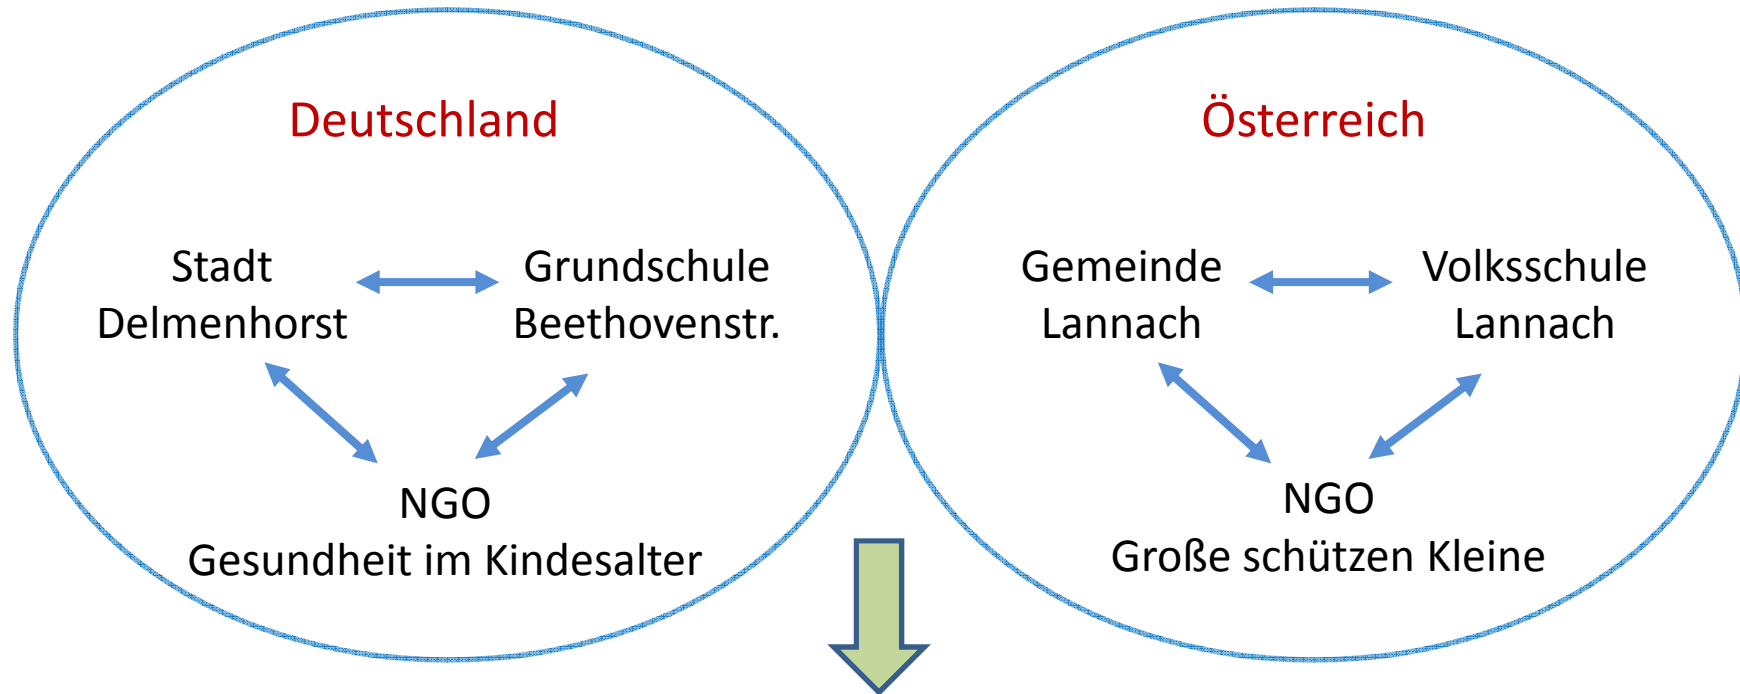 Deutschland
Stadt
Delmenhorst
Grundschule
Beethovenstr.
NGO
Gesundheit im Kindesalter
Österreich
Gemeinde
Lannach
Volksschule
Lannach
NGO
Große schützen Kleine